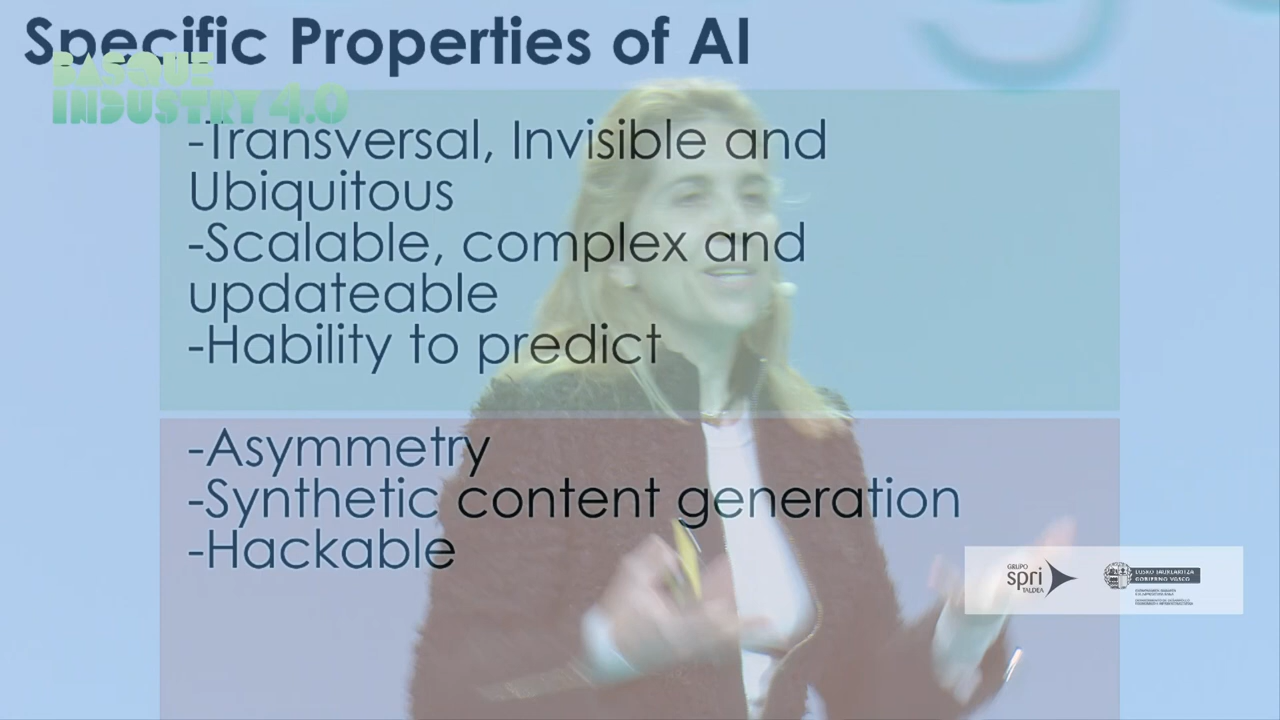 Specific Properties of AI
BASQUE
INDUSTRY 4.0
-Transversal, Invisible and
Ubiquitous
-Scalable, complex and
updateable
-Hability to predict
-Asymmetry
-Synthetic content generation
-Hackable
GRUPO
spri
TALDEA
EUSKO JAURLARITZA
GOBIERNO VASCO